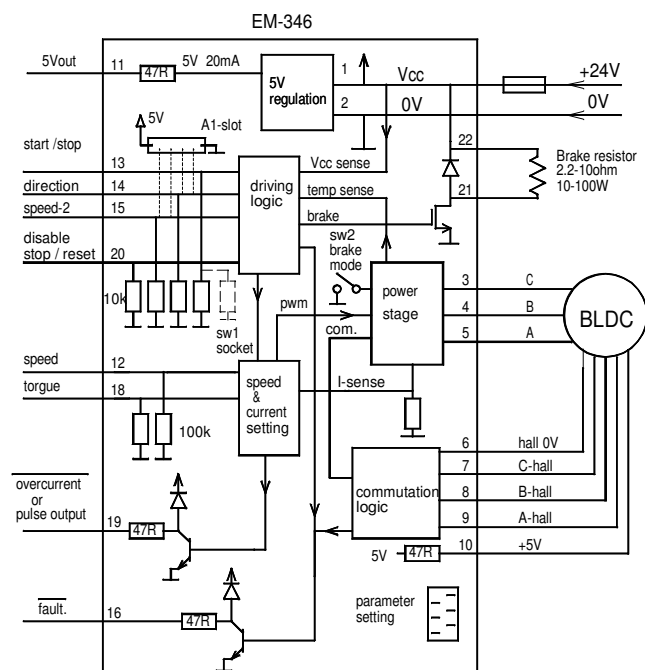 EM-346
5Vout
11
47R
5V 20mA
5V
regulation
1
Vcc
+24V
2
0V
0V
5V
A1-slot
22
Brake resistor
2.2-10ohm
10-100W
21
start /stop
13
direction
14
speed-2
15
disable
stop / reset
20
driving
logic
Vcc sense
temp sense
brake
sw2
brake
mode
10k
sw1
socket
pwm
com.
power
stage
3
C
4
B
5
A
BLDC
speed
12
torgue
18
100k
speed
&
current
setting
I-sense
6
hall 0V
7
C-hall
8
B-hall
9
A-hall
10
+5V
commutation
logic
5V
47R
overcurrent
or
pulse output
19
47R
fault.
16
47R
parameter
setting